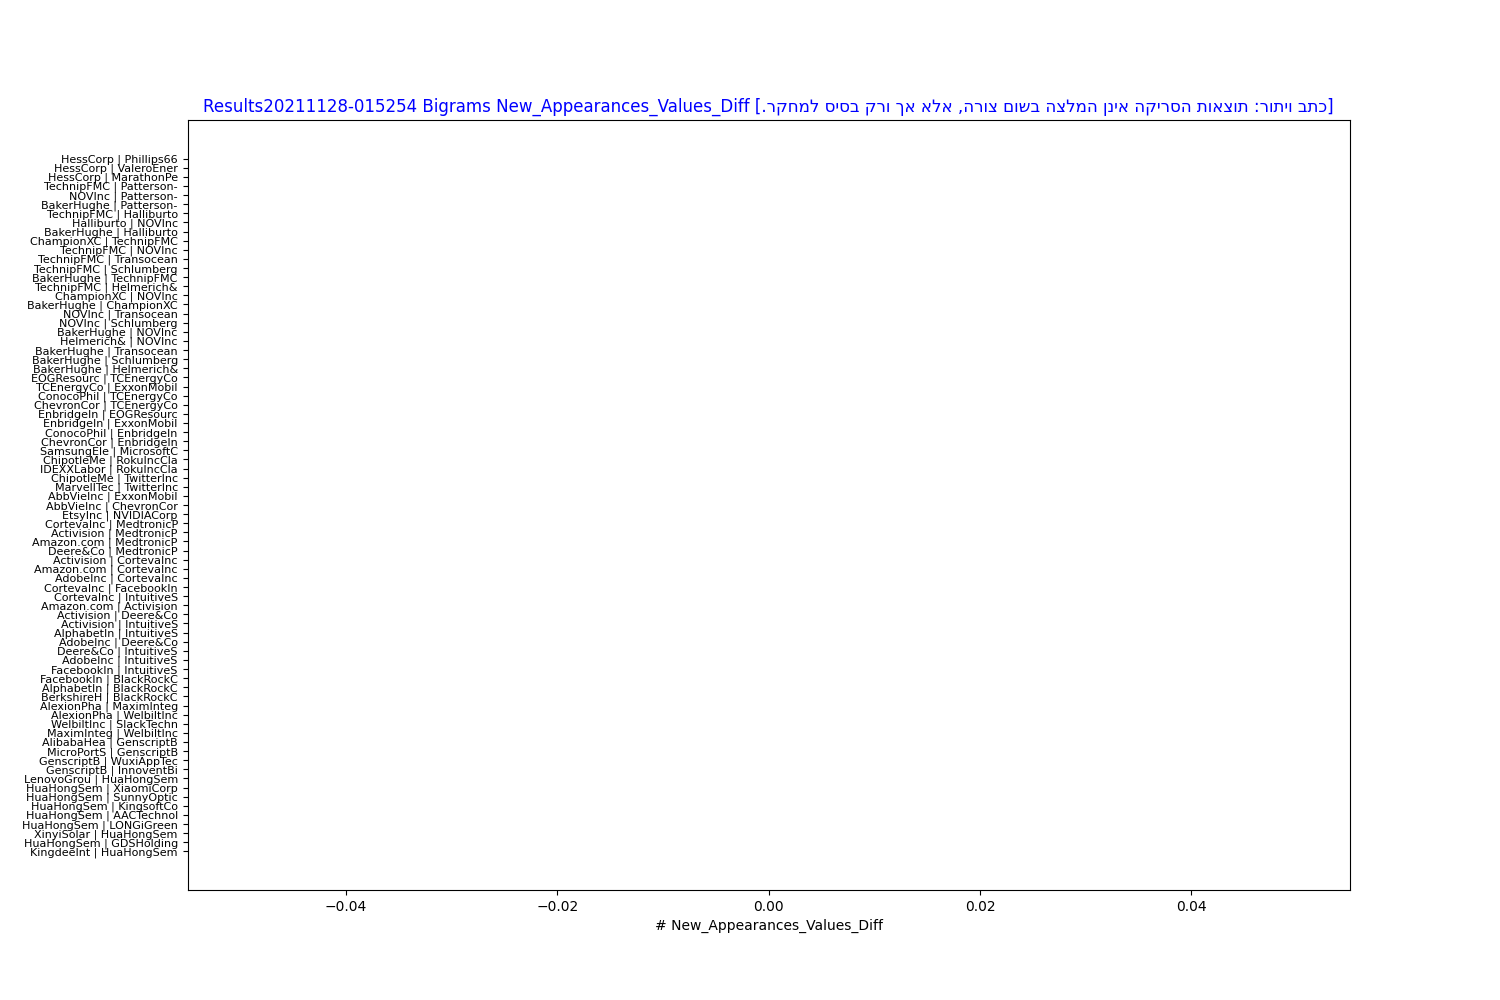 Results20211128-015254 Bigrams New_Appearances_Values_Diff [כתב ויתור: תוצאות הסריקה אינן המלצה בשום צורה, אלא אך ורק בסיס למחקר.]
HessCorp | Phillips66
HessCorp | ValeroEner
HessCorp | MarathonPe
TechnipFMC | Patterson-
NOVInc | Patterson-
BakerHughe | Patterson-
TechnipFMC | Halliburto
Halliburto | NOVInc
BakerHughe | Halliburto
ChampionXC | TechnipFMC
TechnipFMC | NOVInc
TechnipFMC | Transocean
TechnipFMC | Schlumberg
BakerHughe | TechnipFMC
TechnipFMC | Helmerich&
ChampionXC | NOVInc
BakerHughe | ChampionXC
NOVInc | Transocean
NOVInc | Schlumberg
BakerHughe | NOVInc
Helmerich& | NOVInc
BakerHughe | Transocean
BakerHughe | Schlumberg
BakerHughe | Helmerich&
EOGResourc | TCEnergyCo
TCEnergyCo | ExxonMobil
ConocoPhil | TCEnergyCo
ChevronCor | TCEnergyCo
EnbridgeIn | EOGResourc
EnbridgeIn | ExxonMobil
ConocoPhil | EnbridgeIn
ChevronCor | EnbridgeIn
SamsungEle | MicrosoftC
ChipotleMe | RokuIncCla
IDEXXLabor | RokuIncCla
ChipotleMe | TwitterInc
MarvellTec | TwitterInc
AbbVieInc | ExxonMobil
AbbVieInc | ChevronCor
EtsyInc | NVIDIACorp
CortevaInc | MedtronicP
Activision | MedtronicP
Amazon.com | MedtronicP
Deere&Co | MedtronicP
Activision | CortevaInc
Amazon.com | CortevaInc
AdobeInc | CortevaInc
CortevaInc | FacebookIn
CortevaInc | IntuitiveS
Amazon.com | Activision
Activision | Deere&Co
Activision | IntuitiveS
AlphabetIn | IntuitiveS
AdobeInc | Deere&Co
Deere&Co | IntuitiveS
AdobeInc | IntuitiveS
FacebookIn | IntuitiveS
FacebookIn | BlackRockC
AlphabetIn | BlackRockC
BerkshireH | BlackRockC
AlexionPha | MaximInteg
AlexionPha | WelbiltInc
WelbiltInc | SlackTechn
MaximInteg | WelbiltInc
AlibabaHea | GenscriptB
MicroPortS | GenscriptB
GenscriptB | WuxiAppTec
GenscriptB | InnoventBi
LenovoGrou | HuaHongSem
HuaHongSem | XiaomiCorp
HuaHongSem | SunnyOptic
HuaHongSem | KingsoftCo
HuaHongSem | AACTechnol
HuaHongSem | LONGiGreen
XinyiSolar | HuaHongSem
HuaHongSem | GDSHolding
KingdeeInt | HuaHongSem
−0.04 −0.02 0.00 0.02 0.04
# New_Appearances_Values_Diff